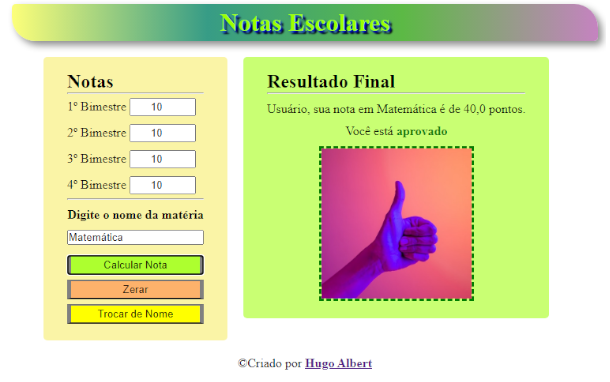 Notas Escolares
Notas
1º Bimestre 10
2º Bimestre 10
3º Bimestre 10
4º Bimestre 10
Digite o nome da matéria
Matemática
Calcular Nota
Zerar
Trocar de Nome
Resultado Final
Usuário, sua nota em Matemática é de 40,0 pontos.
Você está aprovado
©Criado por Hugo Albert